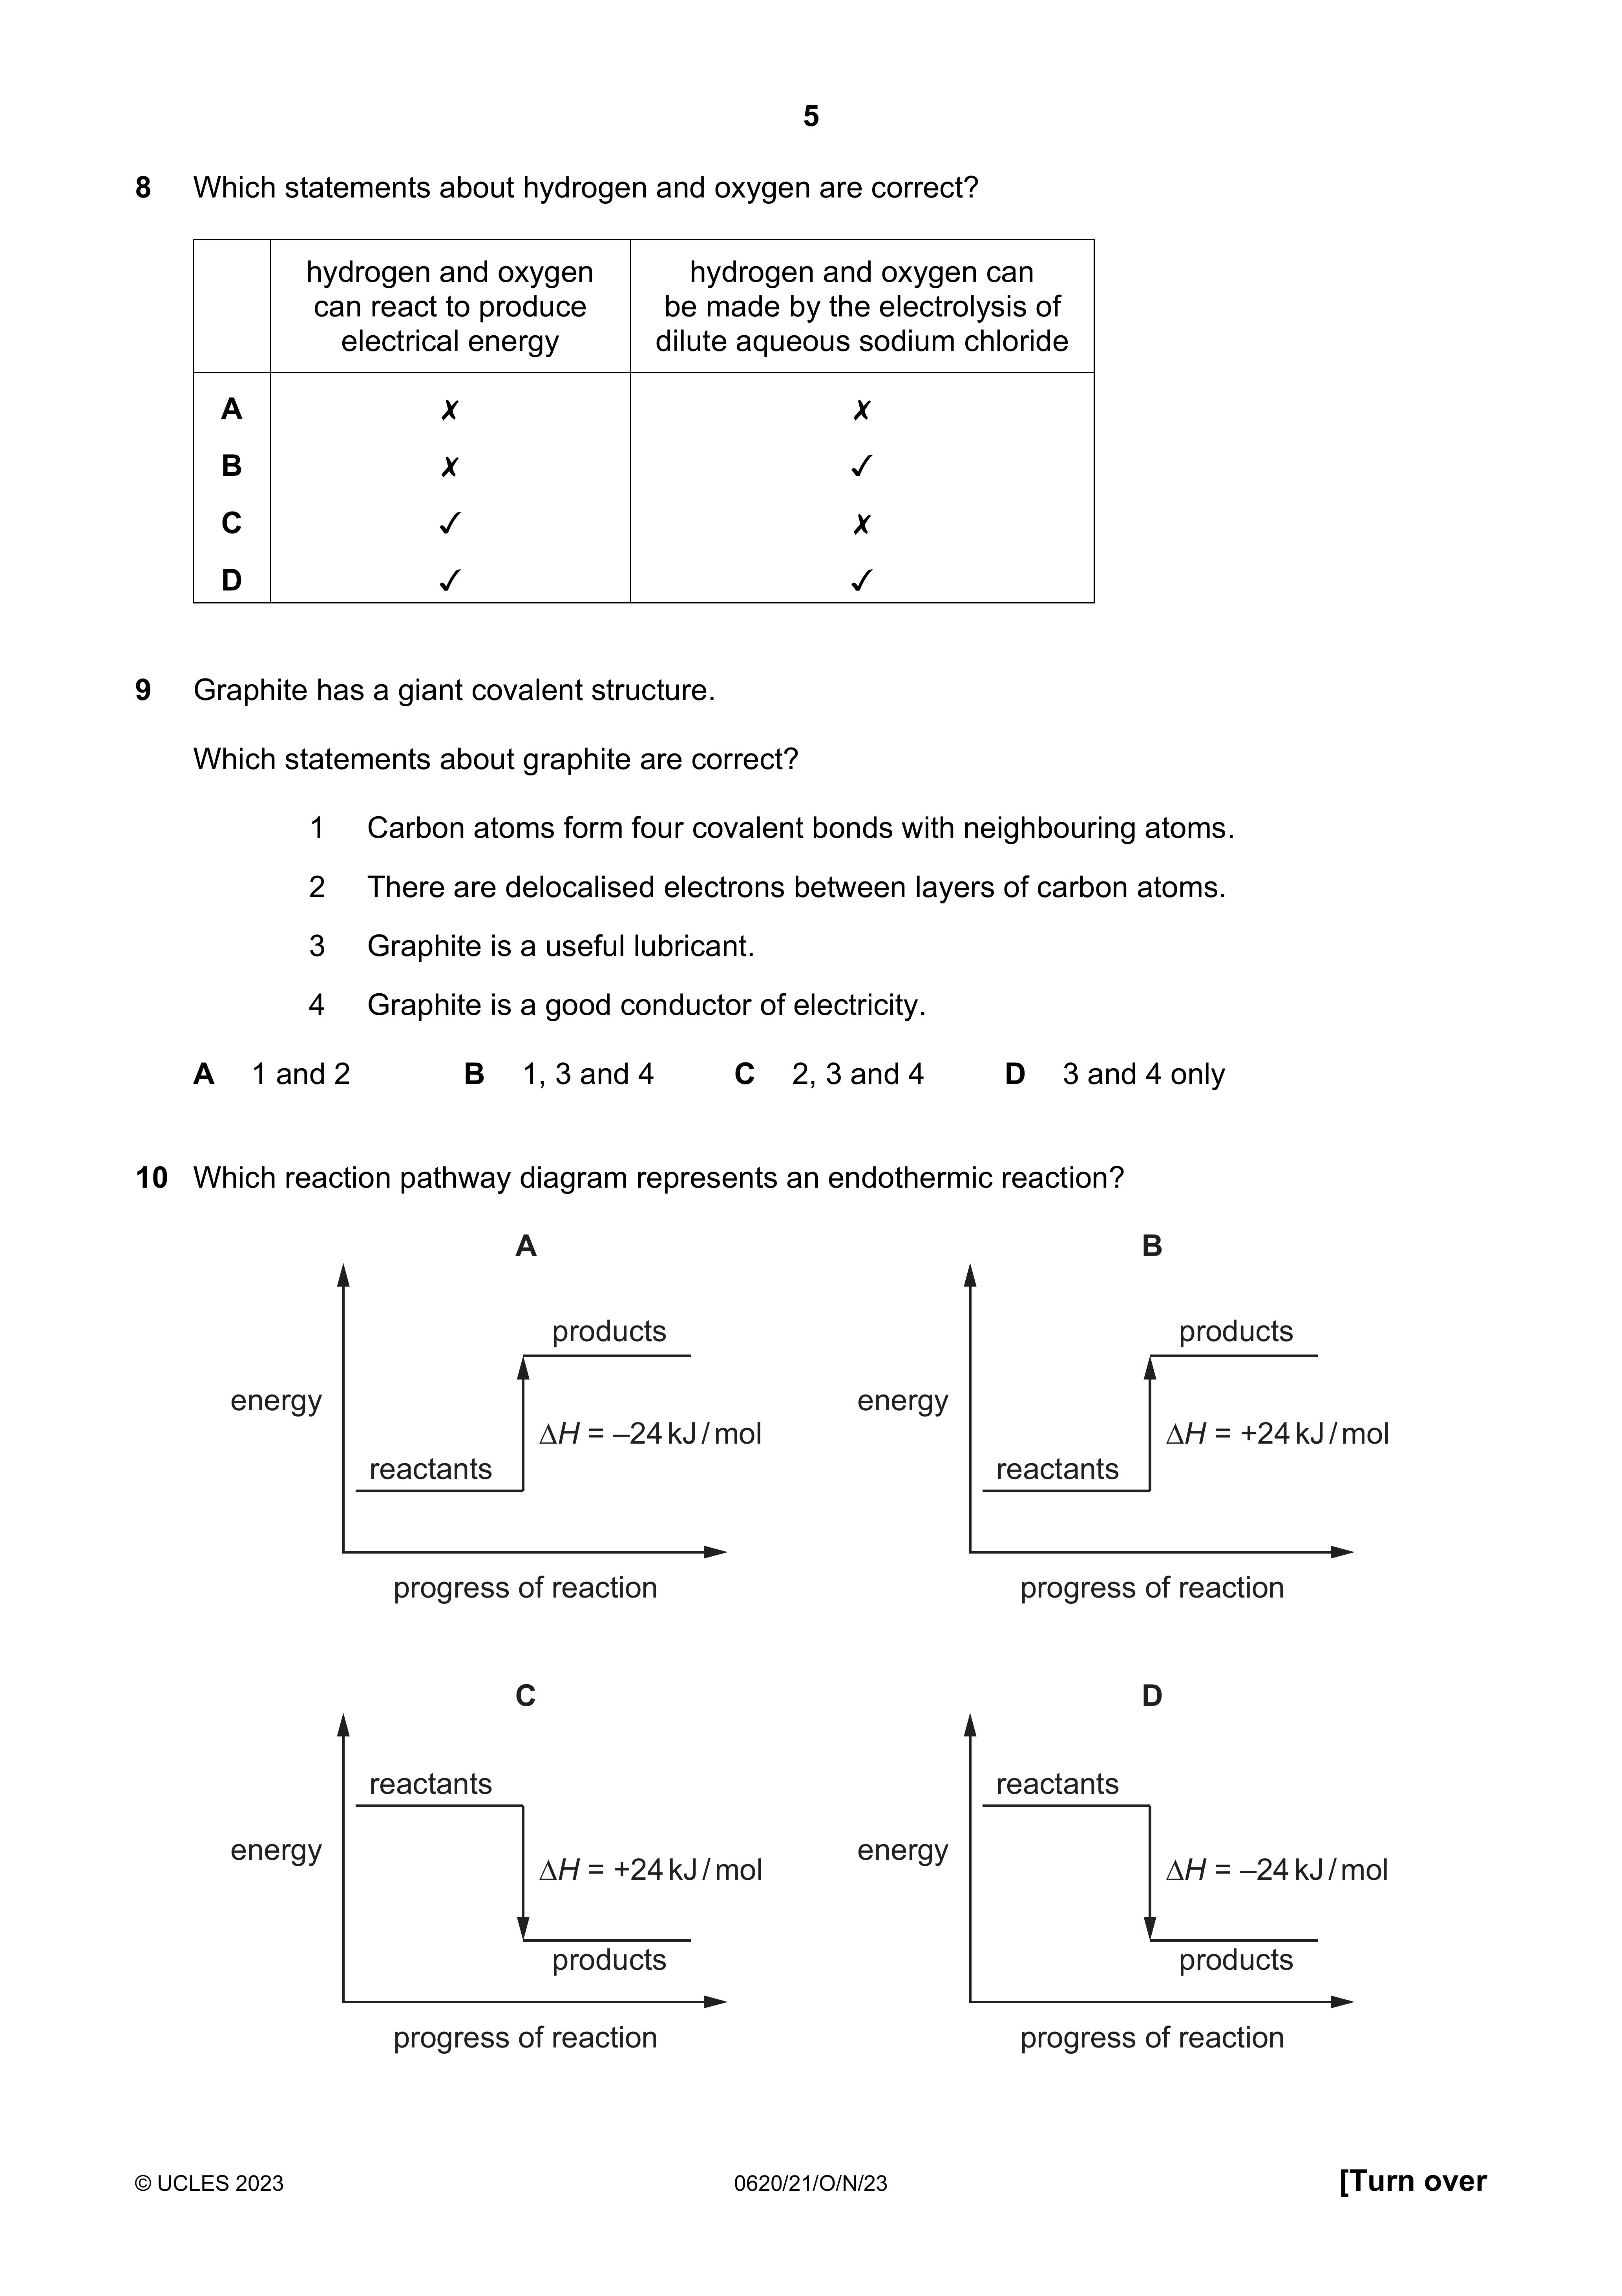 5
8 Which statements about hydrogen and oxygen are correct?
hydrogen and oxygen can react to produce electrical energy
hydrogen and oxygen can be made by the electrolysis of dilute aqueous sodium chloride
A ✗ ✗
B ✗ ✓
C ✓ ✗
D ✓ ✓
9 Graphite has a giant covalent structure.
Which statements about graphite are correct?
1 Carbon atoms form four covalent bonds with neighbouring atoms.
2 There are delocalised electrons between layers of carbon atoms.
3 Graphite is a useful lubricant.
4 Graphite is a good conductor of electricity.
A 1 and 2 B 1, 3 and 4 C 2, 3 and 4 D 3 and 4 only
10 Which reaction pathway diagram represents an endothermic reaction?
A
products
energy
ΔH = –24 kJ / mol
reactants
progress of reaction
B
products
energy
ΔH = +24 kJ / mol
reactants
progress of reaction
C
reactants
energy
ΔH = +24 kJ / mol
products
progress of reaction
D
reactants
energy
ΔH = –24 kJ / mol
products
progress of reaction
© UCLES 2023 0620/21/O/N/23 [Turn over